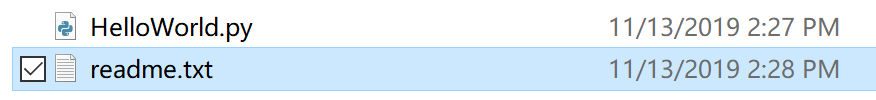 HelloWorld.py 11/13/2019 2:27 PM
readme.txt 11/13/2019 2:28 PM